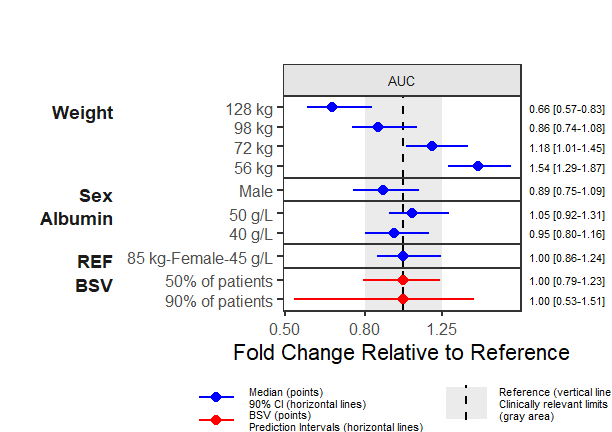 AUC
Weight
128 kg 0.66 [0.57-0.83]
98 kg 0.86 [0.74-1.08]
72 kg 1.18 [1.01-1.45]
56 kg 1.54 [1.29-1.87]
Sex
Male 0.89 [0.75-1.09]
Albumin
50 g/L 1.05 [0.92-1.31]
40 g/L 0.95 [0.80-1.16]
REF 85 kg-Female-45 g/L 1.00 [0.86-1.24]
BSV
50% of patients 1.00 [0.79-1.23]
90% of patients 1.00 [0.53-1.51]
0.50 0.80 1.25
Fold Change Relative to Reference
Median (points)
90% CI (horizontal lines)
BSV (points)
Prediction Intervals (horizontal lines)
Reference (vertical line
Clinically relevant limits
(gray area)